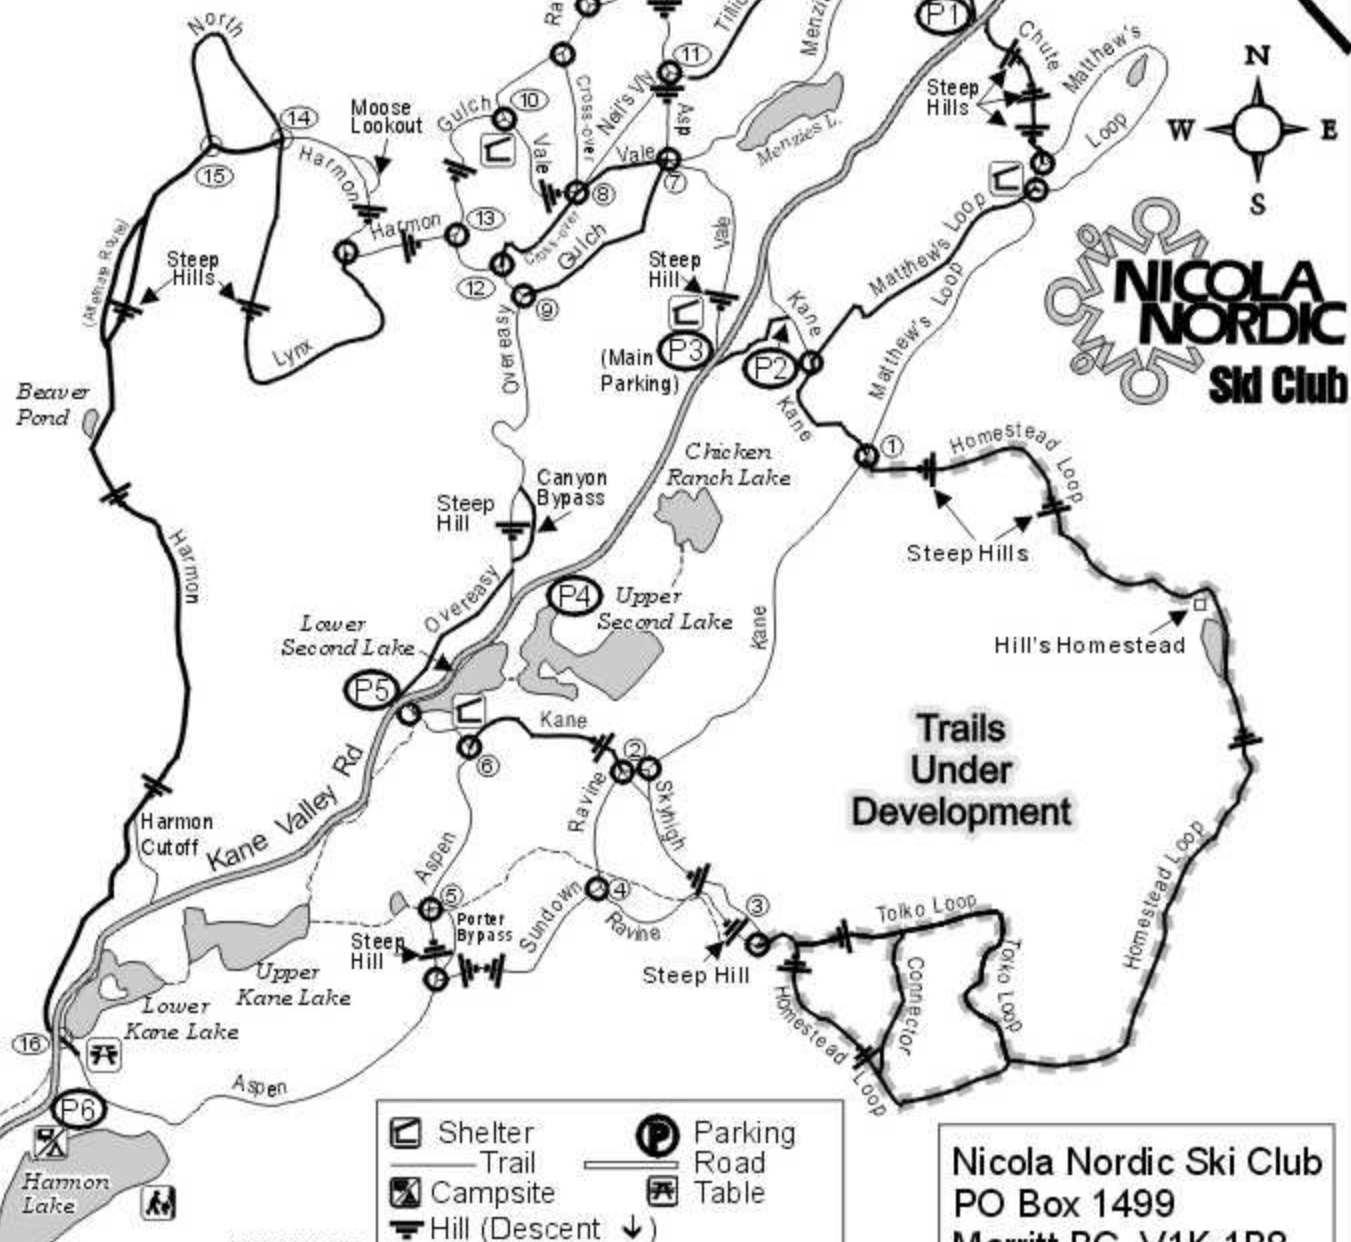 North
14
15
Moose
Lookout
Harmon
Harmon
(Alternate Route)
Steep
Hills
Lynx
Beaver
Pond
Harmon
Gulch
10
Vale
Cross-over
Neil's Vly
11
Asp
Menzies L.
Vale
7
8
Cross-over
Gulch
13
12
9
Overeasy
Vale
Steep
Hill
P3
(Main
Parking)
P1
Chute
Steep
Hills
Matthew's
Loop
N
W
E
S
NICOLA
NORDIC
Ski Club
Matthew's Loop
Matthew's Loop
Kane
P2
Kane
1
Homestead Loop
Steep Hills
Hill's Homestead
Chicken
Ranch Lake
Canyon
Bypass
Steep
Hill
Overeasy
P4
Upper
Second Lake
Lower
Second Lake
P5
Kane
Kane
6
2
Ravine
Skyhigh
Trails
Under
Development
Kane Valley Rd
Harmon
Cutoff
Aspen
5
Porter
Bypass
Steep
Hill
Sundown
4
Ravine
3
Steep Hill
Tolko Loop
Tolko Loop
Connector
Homestead Loop
Homestead Loop
Upper
Kane Lake
Lower
Kane Lake
16
Aspen
P6
Harmon
Lake
Shelter
P Parking
Trail
Road
Campsite
Table
Hill (Descent ↓)
Nicola Nordic Ski Club
PO Box 1499